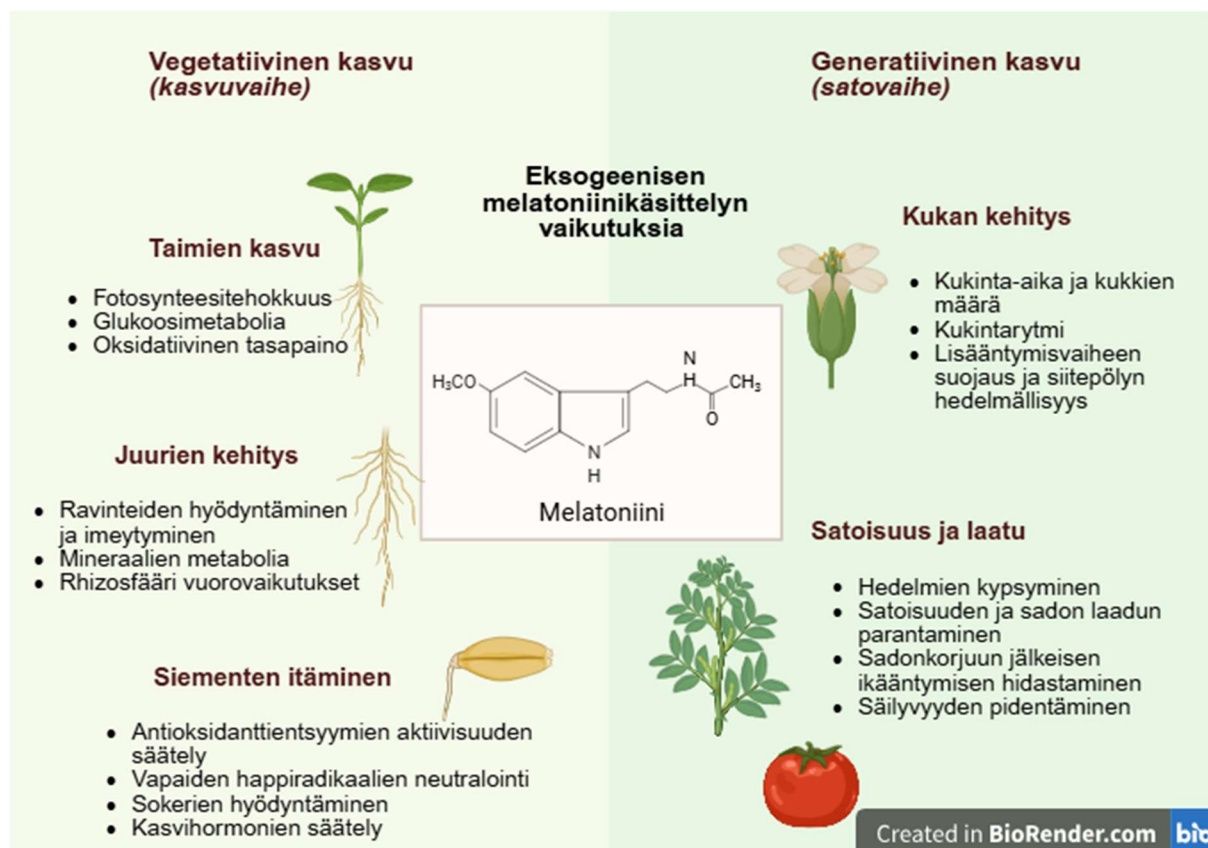 Vegetatiivinen kasvu
(kasvuvaihe)
Generatiivinen kasvu
(satovaihe)
Eksogeenisen
melatoniinikäsittelyn
vaikutuksia
Taimien kasvu
• Fotosynteesitehokkuus
• Glukoosimetabolia
• Oksidatiivinen tasapaino
Juurien kehitys
• Ravinteiden hyödyntäminen
ja imeytyminen
• Mineraalien metabolia
• Rhizosfääri vuorovaikutukset
Siementen itäminen
• Antioksidanttientsyymien aktiivisuuden
säätely
• Vapaiden happiradikaalien neutralointi
• Sokerien hyödyntäminen
• Kasvihormonien säätely
H₃CO
N
H
CH₃
O
N
H
Melatoniini
Kukan kehitys
• Kukinta-aika ja kukkien
määrä
• Kukintarytmi
• Lisääntymisvaiheen
suojaus ja siitepölyn
hedelmällisyys
Satoisuus ja laatu
• Hedelmien kypsyminen
• Satoisuuden ja sadon laadun
parantaminen
• Sadonkorjuun jälkeisen
ikääntymisen hidastaminen
• Säilyvyyden pidentäminen
Created in BioRender.com bio